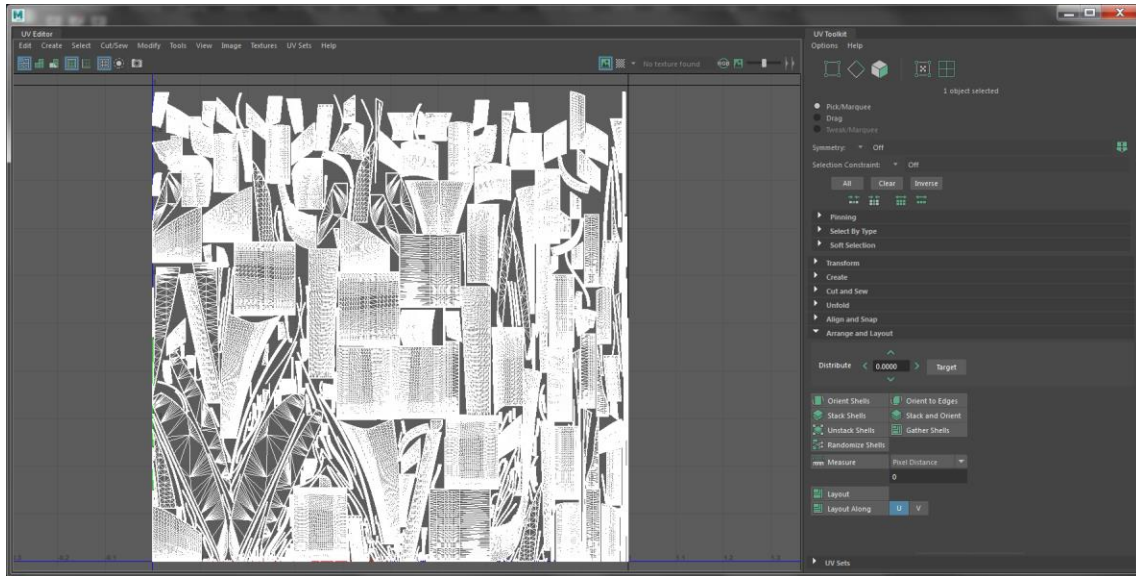 M
UV Editor
Edit Create Select Cut/Sew Modify Tools View Image Textures UV Sets Help
No texture found
UV Toolkit
Options Help
1 object selected
Pick/Marquee
Drag
Tweak/Marquee
Symmetry: Off
Selection Constraint: Off
All Clear Inverse
Pinning
Select By Type
Soft Selection
Transform
Create
Cut and Sew
Unfold
Align and Snap
Arrange and Layout
Distribute 0.0000 Target
Orient Shells Orient to Edges
Stack Shells Stack and Orient
Unstack Shells Gather Shells
Randomize Shells
Measure Pixel Distance
0
Layout
Layout Along U V
UV Sets